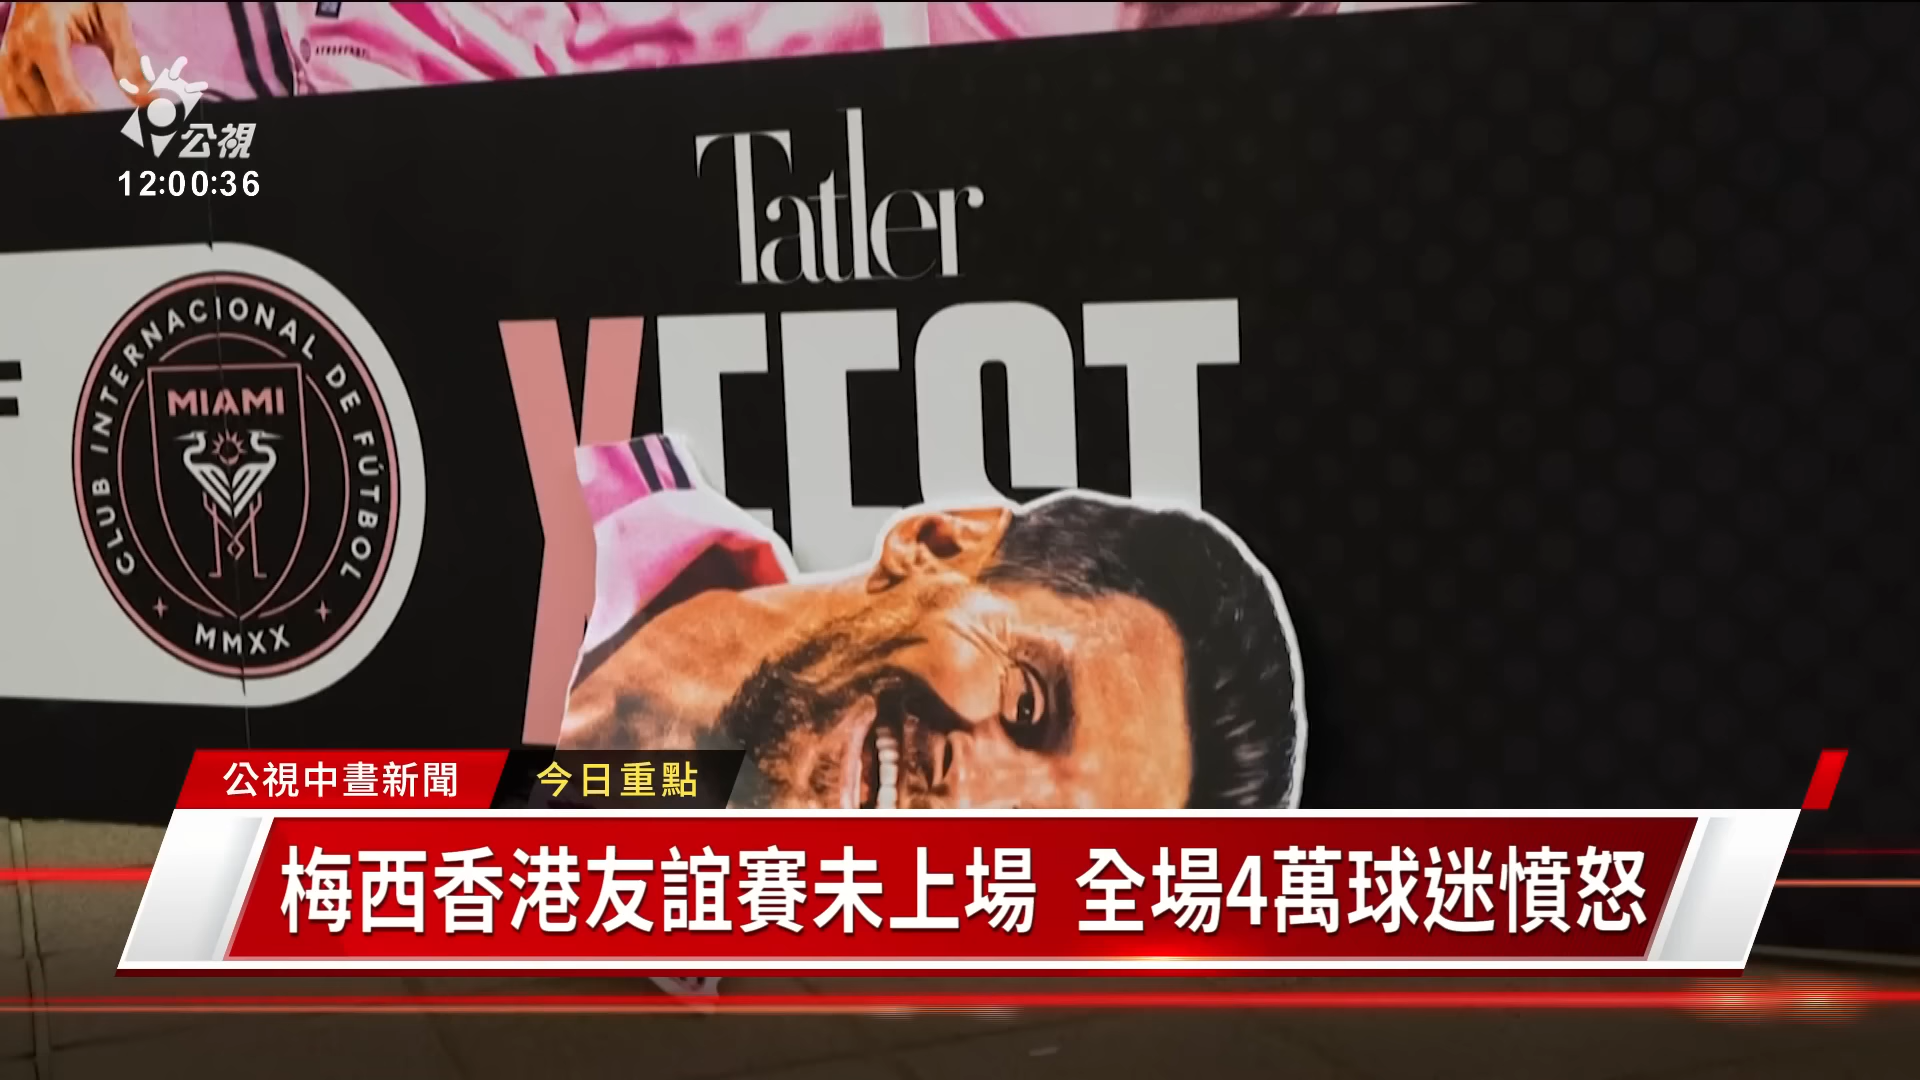 公視
12:00:36
Tatler
XFEST
CLUB INTERNACIONAL DE FÚTBOL
MIAMI
MMXX
公視中晝新聞
今日重點
梅西香港友誼賽未上場 全場4萬球迷憤怒